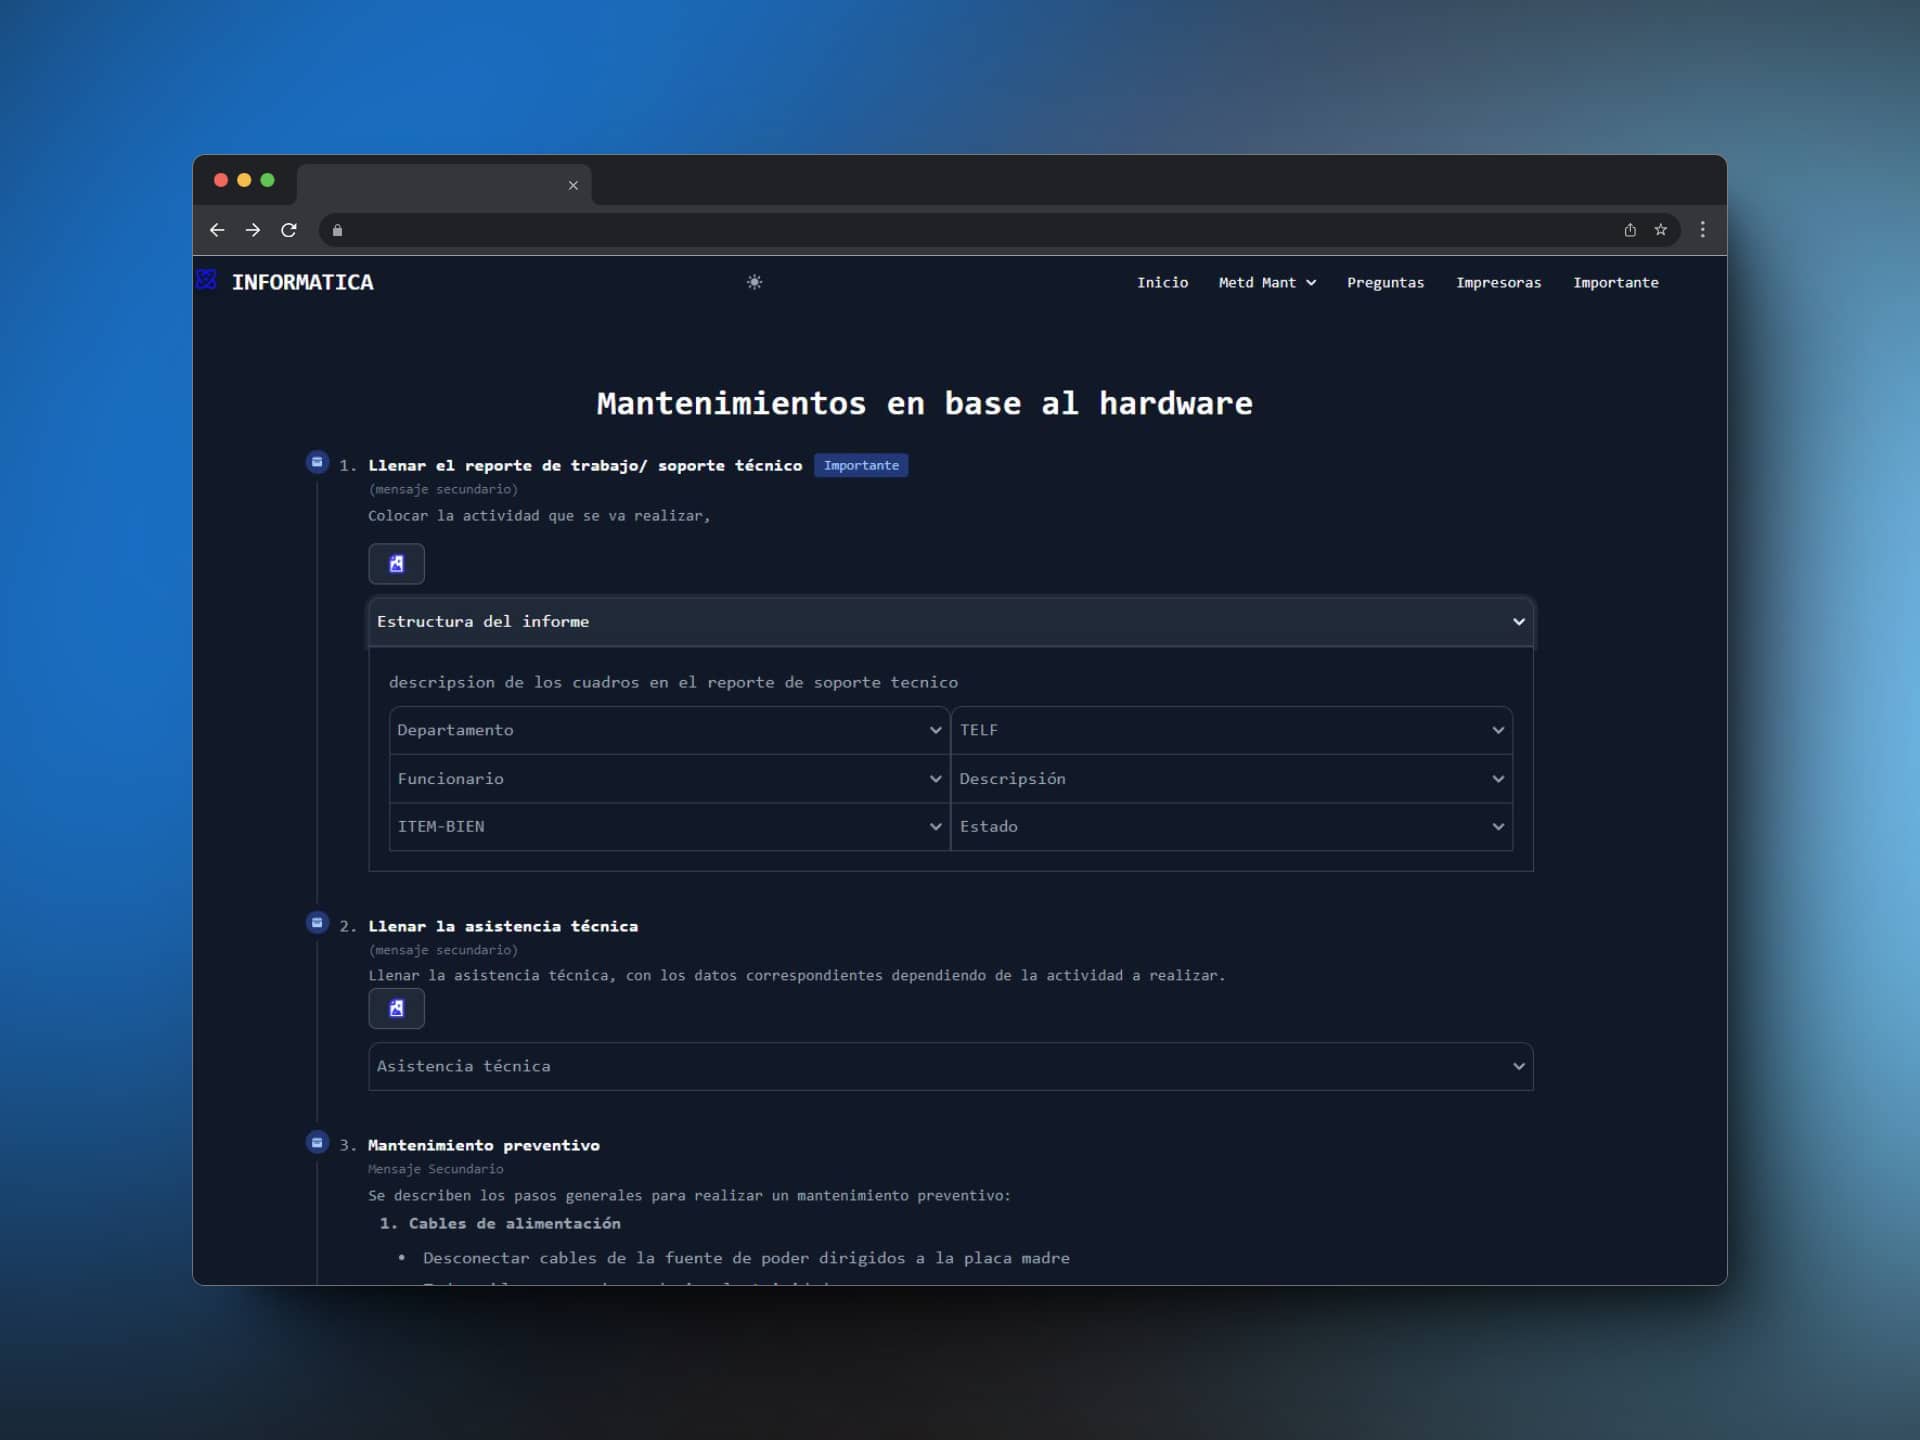 INFORMATICA
Inicio Metd Mant Preguntas Impresoras Importante
Mantenimientos en base al hardware
1. Llenar el reporte de trabajo/ soporte técnico Importante
(mensaje secundario)
Colocar la actividad que se va realizar,
Estructura del informe
descripsion de los cuadros en el reporte de soporte tecnico
Departamento TELF
Funcionario Descripsión
ITEM-BIEN Estado
2. Llenar la asistencia técnica
(mensaje secundario)
Llenar la asistencia técnica, con los datos correspondientes dependiendo de la actividad a realizar.
Asistencia técnica
3. Mantenimiento preventivo
Mensaje Secundario
Se describen los pasos generales para realizar un mantenimiento preventivo:
1. Cables de alimentación
• Desconectar cables de la fuente de poder dirigidos a la placa madre